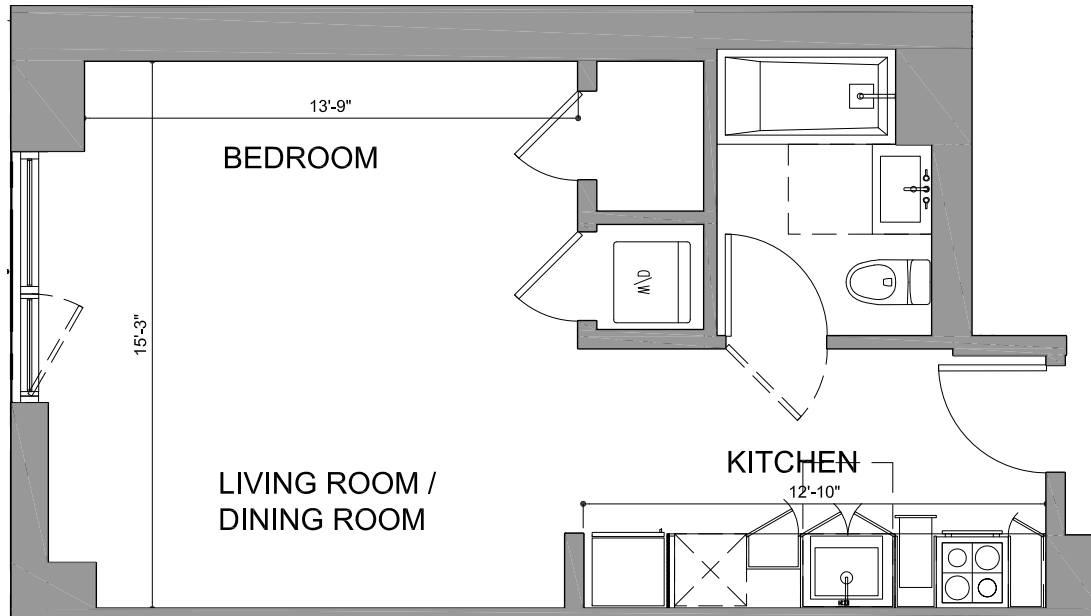 13'-9"
BEDROOM
W\D
15'-3"
LIVING ROOM /
DINING ROOM
KITCHEN
12'-10"